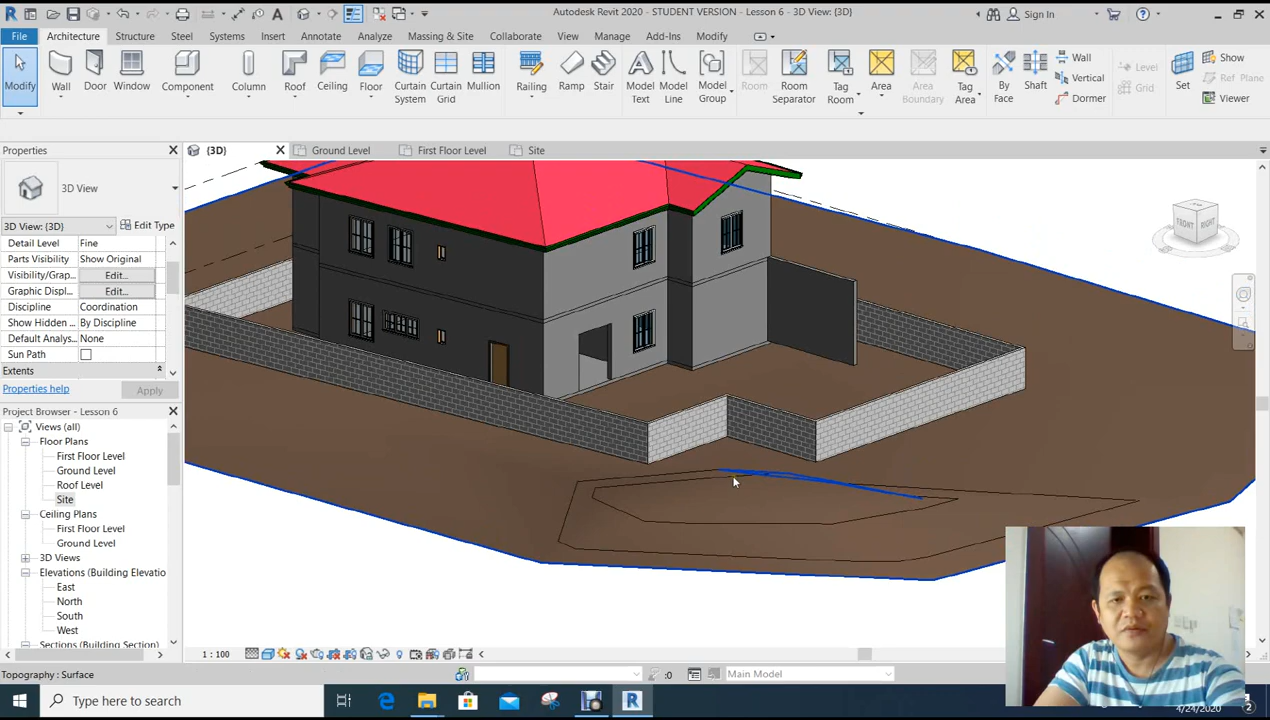 Autodesk Revit 2020 - STUDENT VERSION - Lesson 6 - 3D View: {3D}
Sign In
File Architecture Structure Steel Systems Insert Annotate Analyze Massing & Site Collaborate View Manage Add-Ins Modify
Modify Wall Door Window Component Column Roof Ceiling Floor Curtain System Curtain Grid Mullion Railing Ramp Stair Model Text Model Line Model Group Room Room Separator Tag Room Area Area Boundary Tag Area By Face Shaft Wall Vertical Dormer Level Grid Set Show Ref Plane Viewer
Properties
{3D} Ground Level First Floor Level Site
3D View
3D View: {3D} Edit Type
Detail Level Fine
Parts Visibility Show Original
Visibility/Grap... Edit...
Graphic Displ... Edit...
Discipline Coordination
Show Hidden ... By Discipline
Default Analys... None
Sun Path
Extents
Properties help Apply
Project Browser - Lesson 6
Views (all)
Floor Plans
First Floor Level
Ground Level
Roof Level
Site
Ceiling Plans
First Floor Level
Ground Level
3D Views
Elevations (Building Elevatio
East
North
South
West
Sections (Building Section)
FRONT RIGHT
1 : 100
Topography : Surface
:0
Main Model
Type here to search
4/24/2020
2